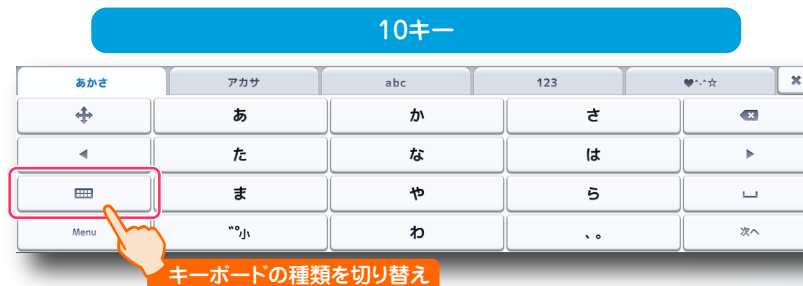 10キー
あかさ アカサ abc 123 ♥^-^☆ ✖
あ か さ
◀ た な は ▶
ま や ら
Menu ゛゜小 わ 、。 次へ
キーボードの種類を切り替え